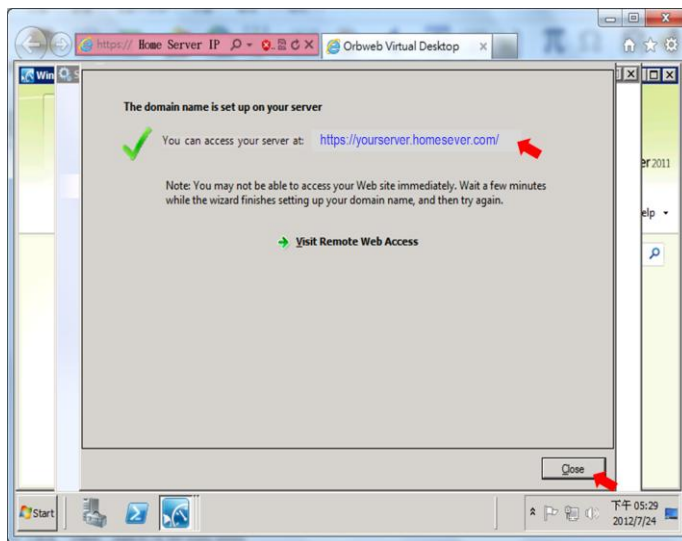 https:// Home Server IP
Orbweb Virtual Desktop
Win
S
er 2011
elp
The domain name is set up on your server
You can access your server at:
https://yourserver.homesever.com/
Note: You may not be able to access your Web site immediately. Wait a few minutes
while the wizard finishes setting up your domain name, and then try again.
Visit Remote Web Access
Close
Start
下午 05:29
2012/7/24